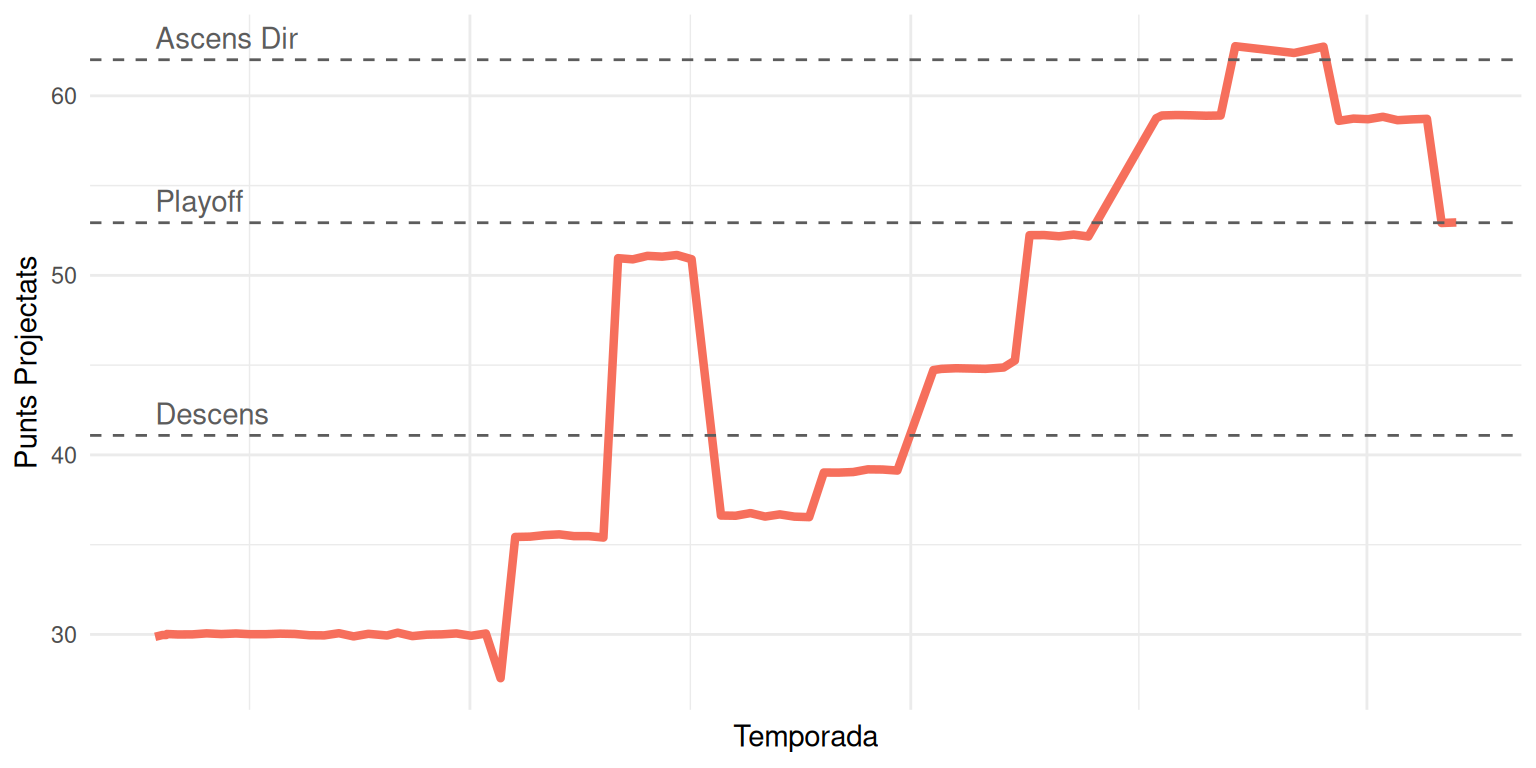 Ascens Dir
60
Playoff
50
Descens
40
30
Punts Projectats
Temporada